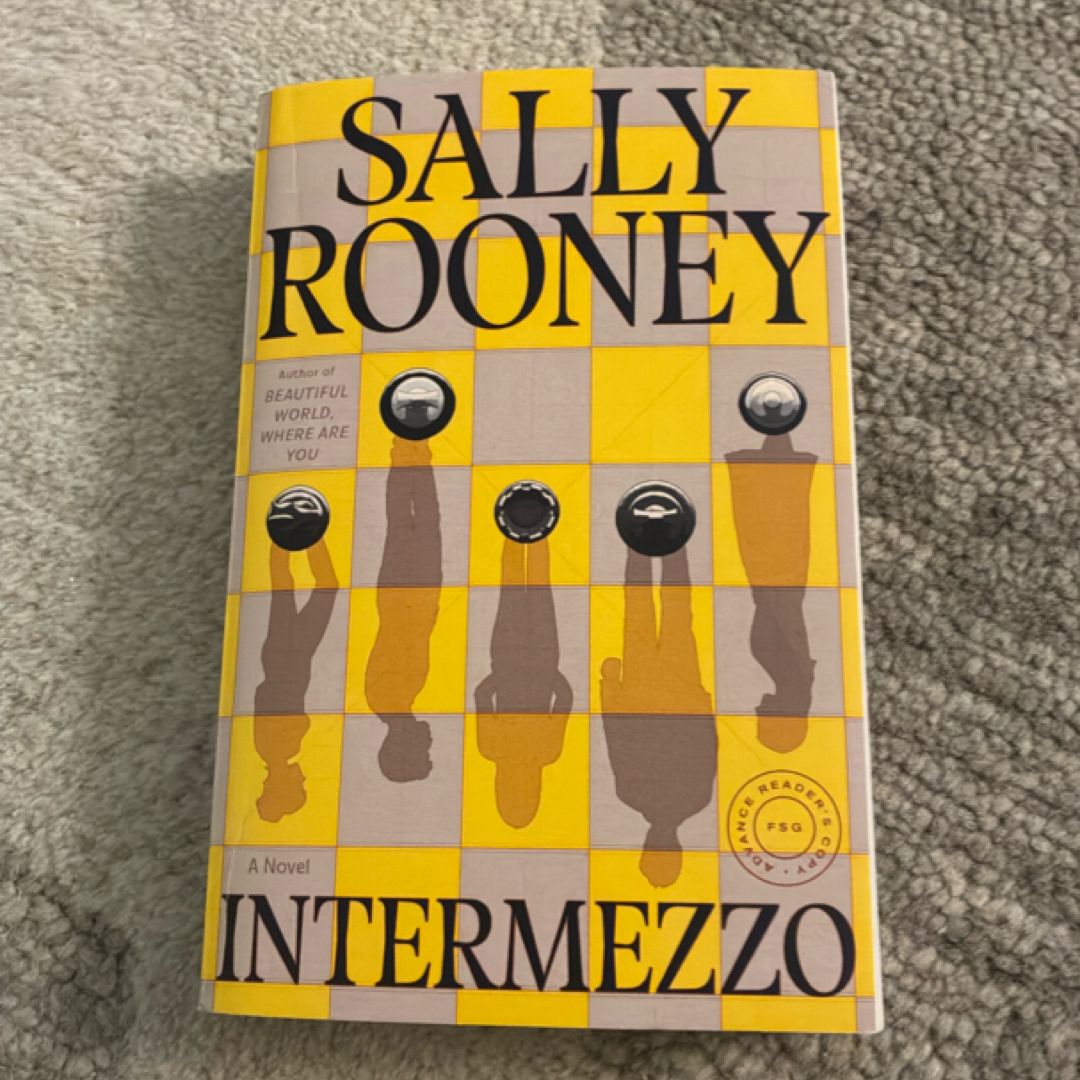 SALLY
ROONEY
Author of
BEAUTIFUL
WORLD,
WHERE ARE
YOU
ADVANCE READER'S COPY •
FSG
A Novel
INTERMEZZO